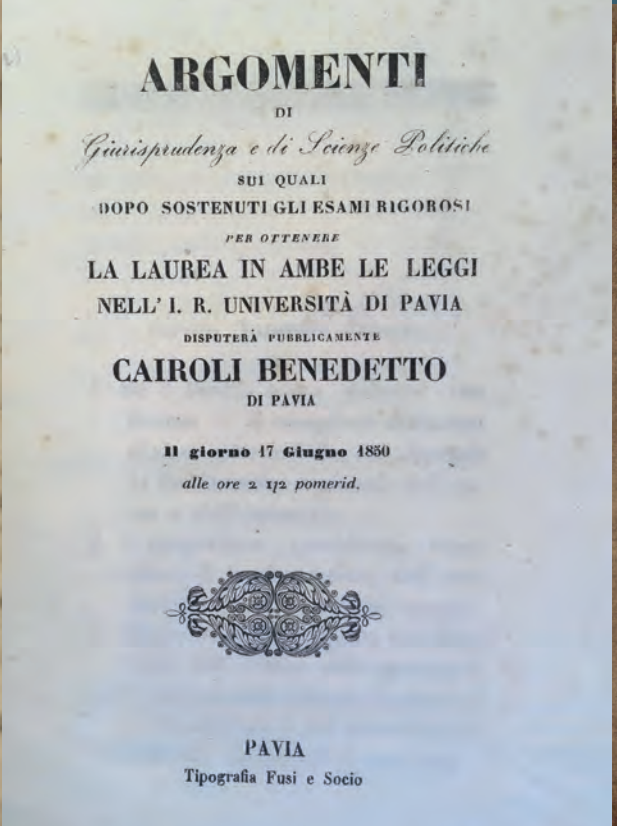 ARGOMENTI
DI
Giurisprudenza e di Scienze Politiche
SUI QUALI
DOPO SOSTENUTI GLI ESAMI RIGOROSI
PER OTTENERE
LA LAUREA IN AMBE LE LEGGI
NELL' I. R. UNIVERSITÀ DI PAVIA
DISPUTERÀ PUBBLICAMENTE
CAIROLI BENEDETTO
DI PAVIA
Il giorno 17 Giugno 1850
alle ore 2 1/2 pomerid.
PAVIA
Tipografia Fusi e Socio